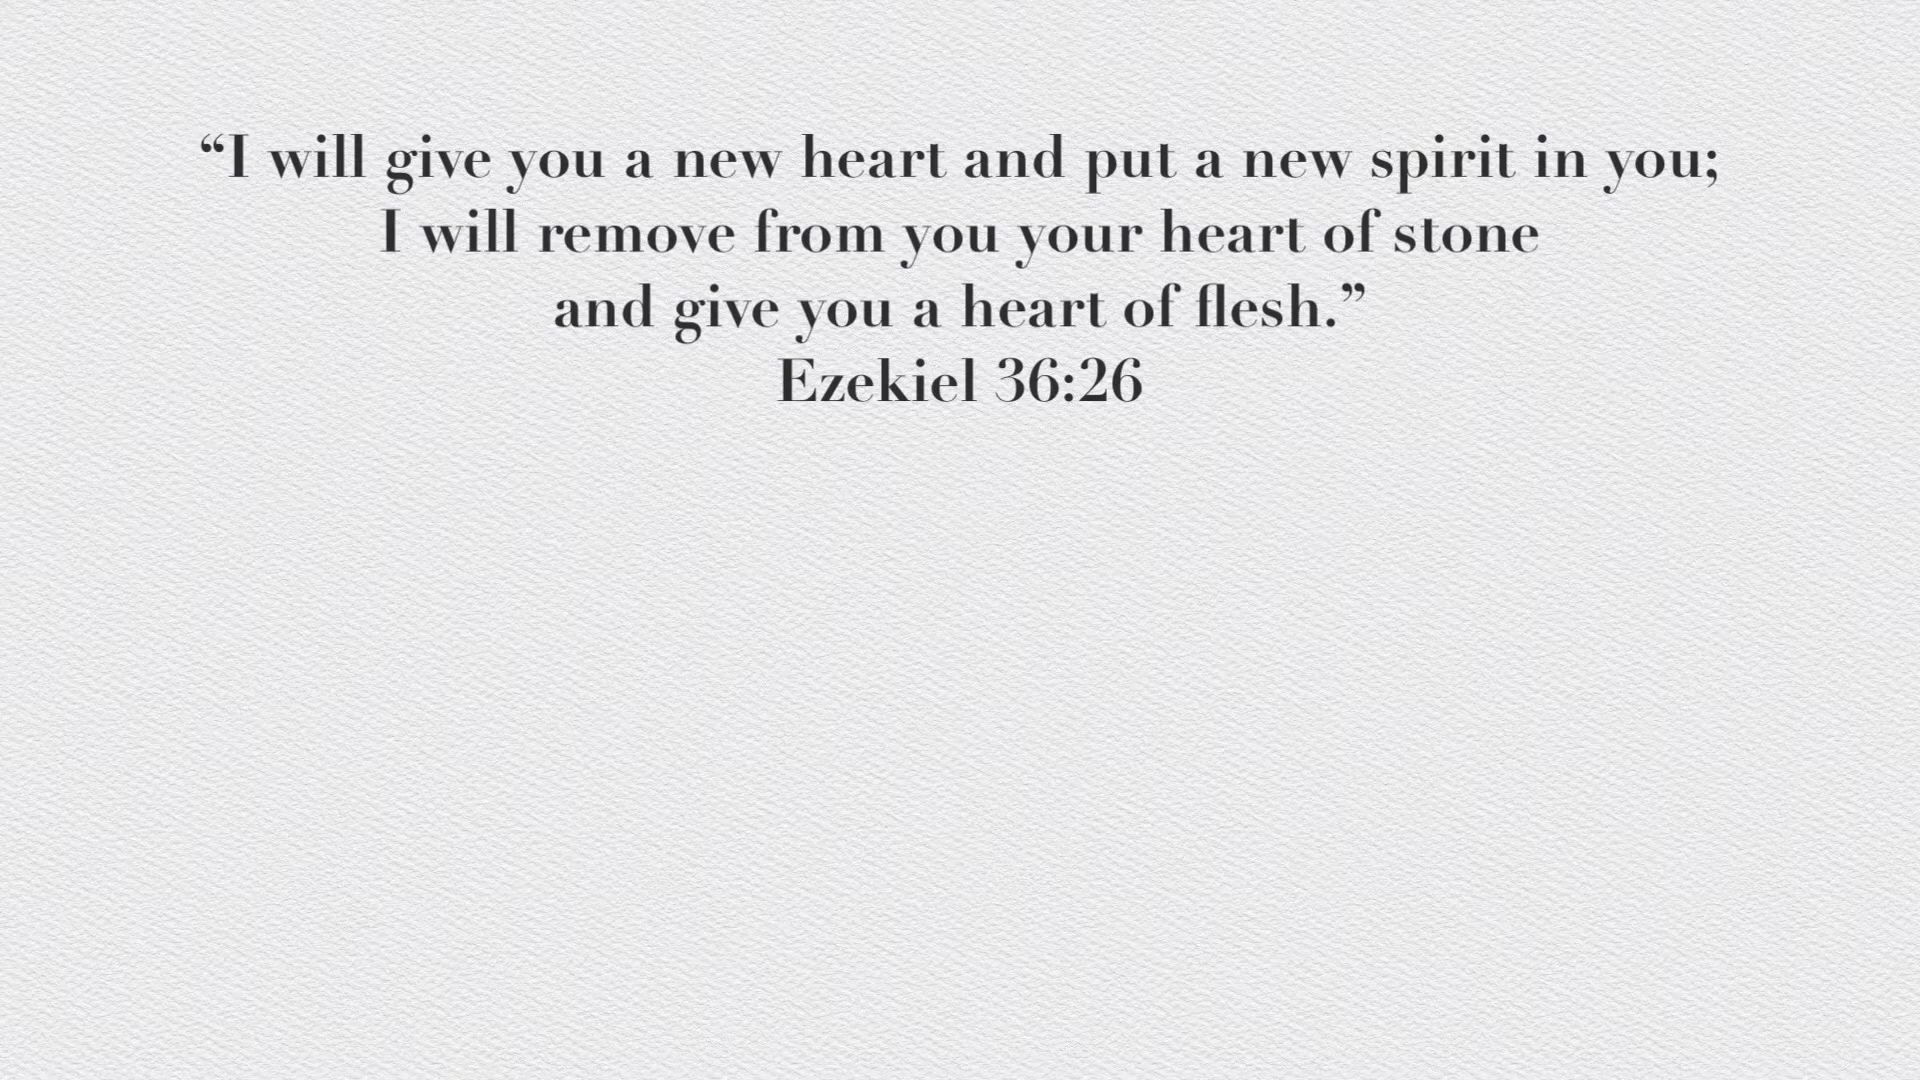 “I will give you a new heart and put a new spirit in you;
I will remove from you your heart of stone
and give you a heart of flesh.”
Ezekiel 36:26